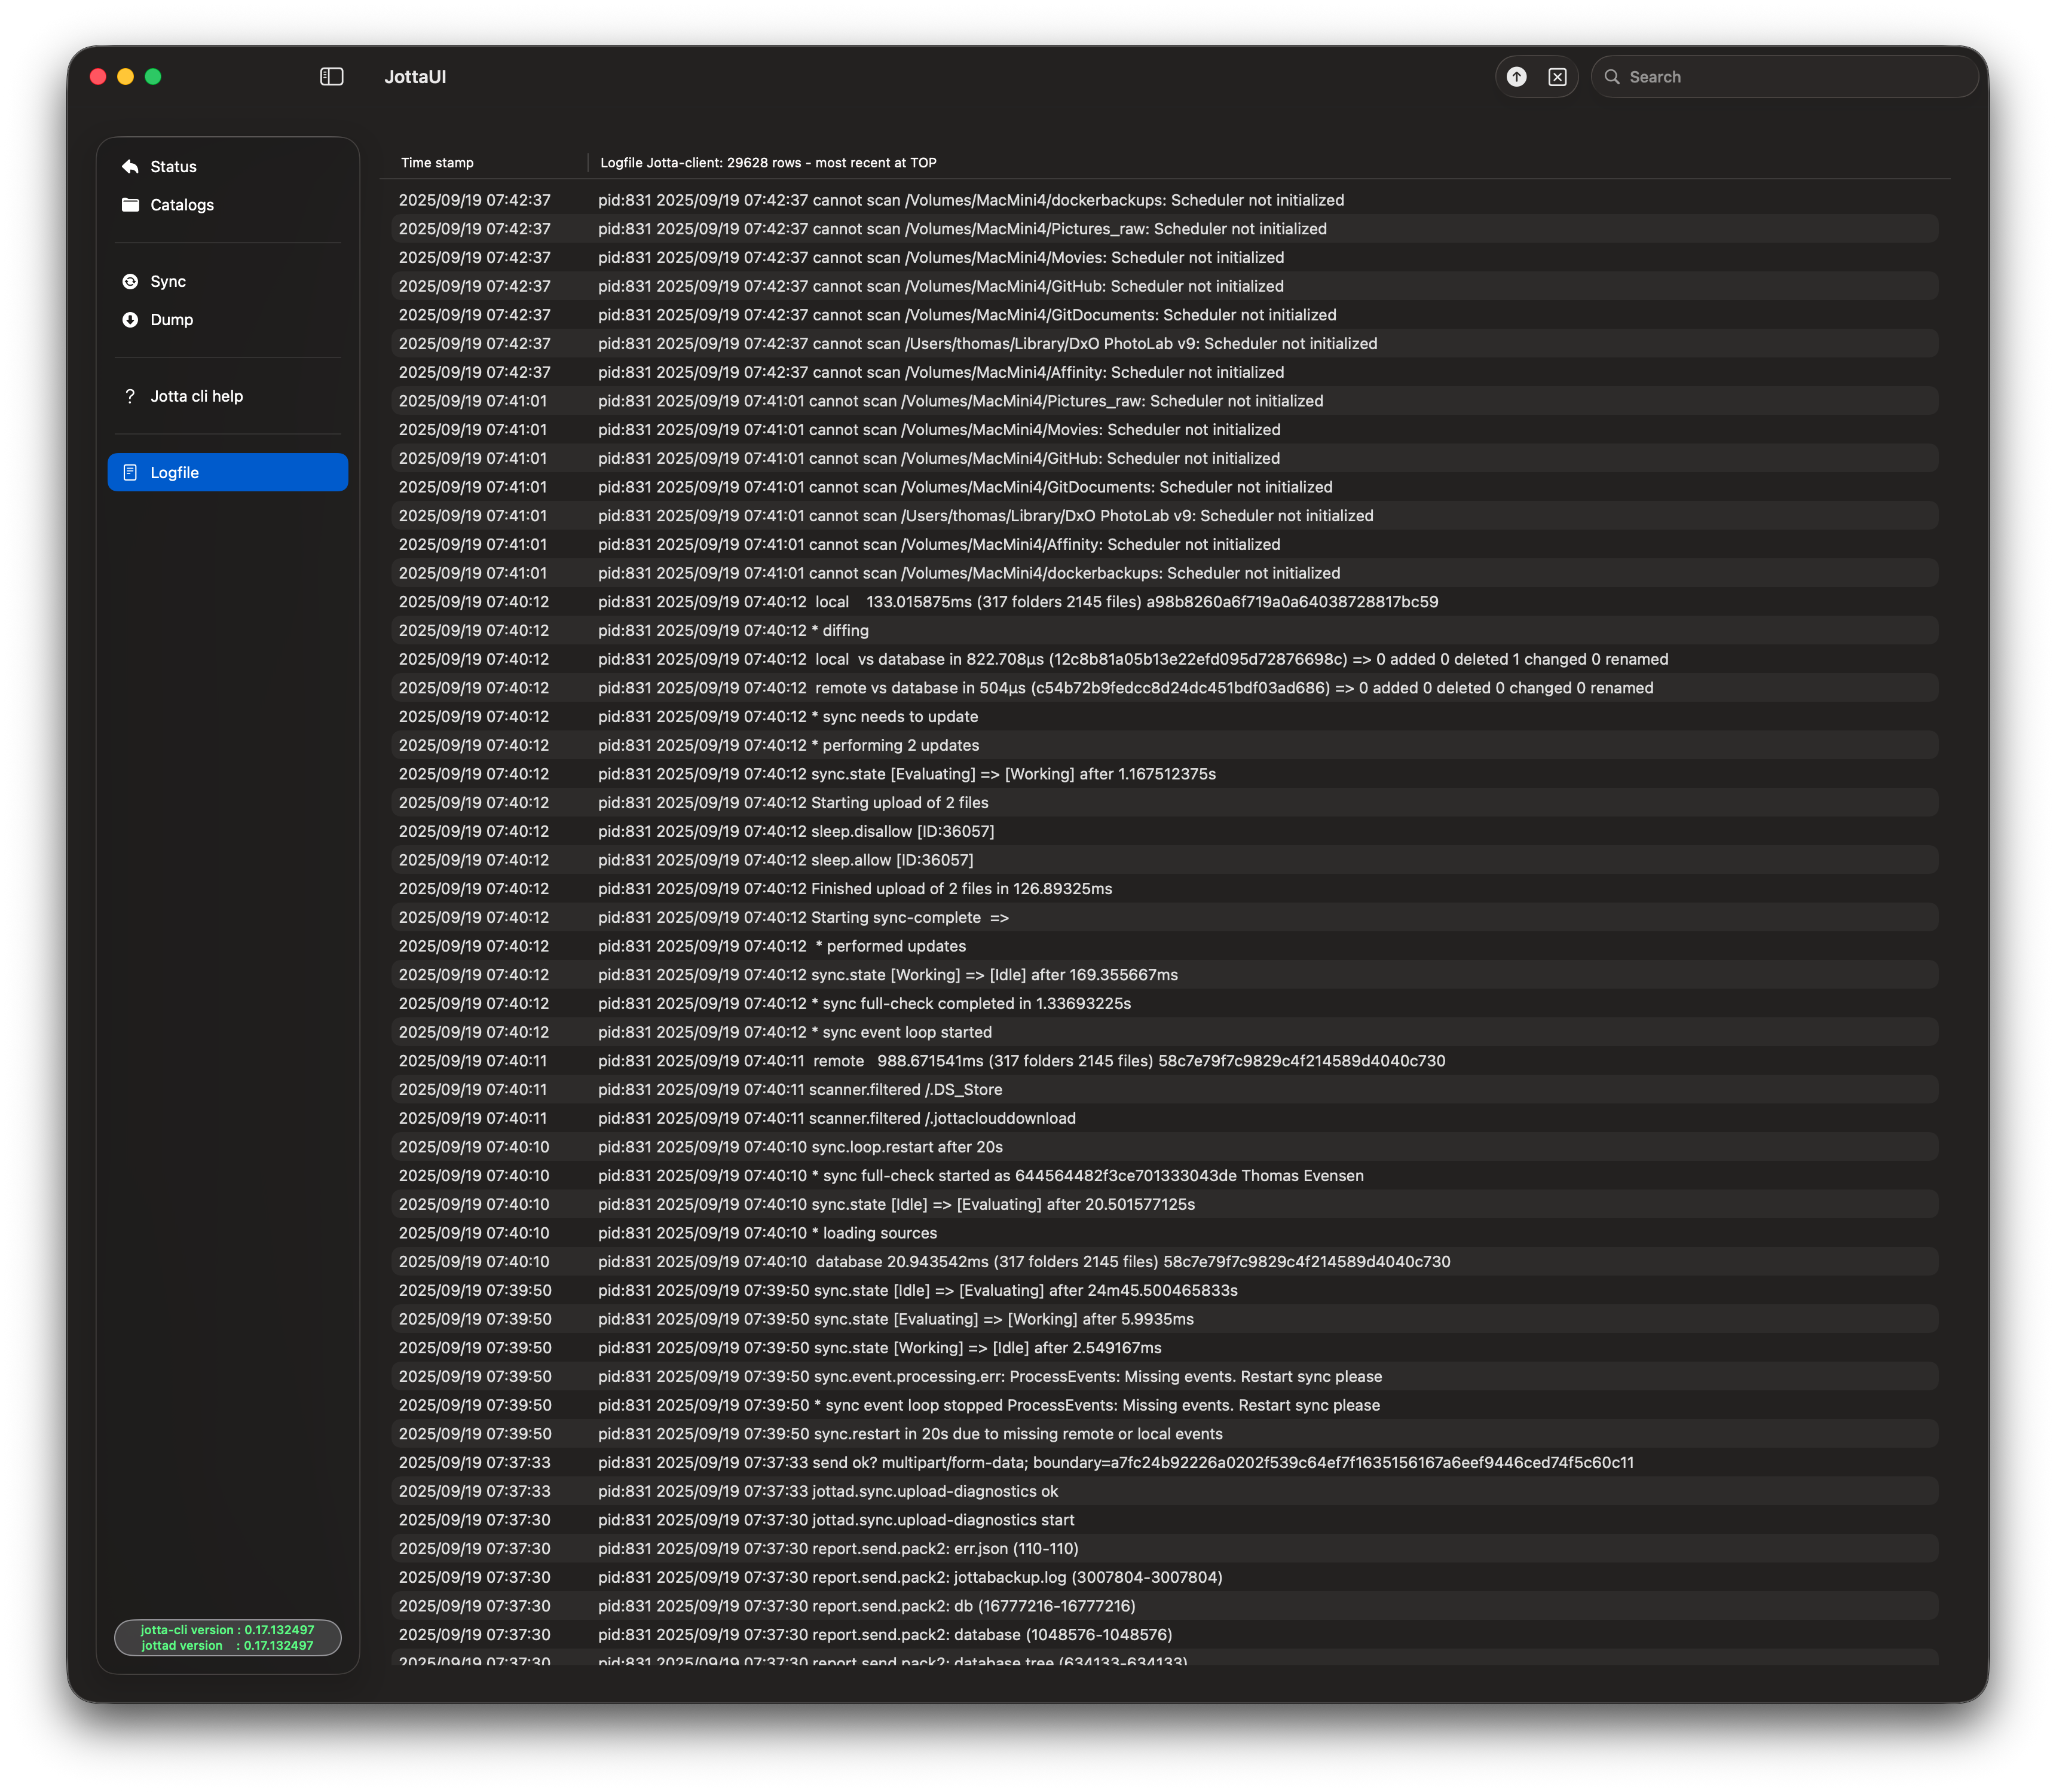 JottaUI
Search
Status
Catalogs
Sync
Dump
Jotta cli help
Logfile
jotta-cli version : 0.17.132497
jottad version : 0.17.132497
Time stamp Logfile Jotta-client: 29628 rows - most recent at TOP
2025/09/19 07:42:37 pid:831 2025/09/19 07:42:37 cannot scan /Volumes/MacMini4/dockerbackups: Scheduler not initialized
2025/09/19 07:42:37 pid:831 2025/09/19 07:42:37 cannot scan /Volumes/MacMini4/Pictures_raw: Scheduler not initialized
2025/09/19 07:42:37 pid:831 2025/09/19 07:42:37 cannot scan /Volumes/MacMini4/Movies: Scheduler not initialized
2025/09/19 07:42:37 pid:831 2025/09/19 07:42:37 cannot scan /Volumes/MacMini4/GitHub: Scheduler not initialized
2025/09/19 07:42:37 pid:831 2025/09/19 07:42:37 cannot scan /Volumes/MacMini4/GitDocuments: Scheduler not initialized
2025/09/19 07:42:37 pid:831 2025/09/19 07:42:37 cannot scan /Users/thomas/Library/DxO PhotoLab v9: Scheduler not initialized
2025/09/19 07:42:37 pid:831 2025/09/19 07:42:37 cannot scan /Volumes/MacMini4/Affinity: Scheduler not initialized
2025/09/19 07:41:01 pid:831 2025/09/19 07:41:01 cannot scan /Volumes/MacMini4/Pictures_raw: Scheduler not initialized
2025/09/19 07:41:01 pid:831 2025/09/19 07:41:01 cannot scan /Volumes/MacMini4/Movies: Scheduler not initialized
2025/09/19 07:41:01 pid:831 2025/09/19 07:41:01 cannot scan /Volumes/MacMini4/GitHub: Scheduler not initialized
2025/09/19 07:41:01 pid:831 2025/09/19 07:41:01 cannot scan /Volumes/MacMini4/GitDocuments: Scheduler not initialized
2025/09/19 07:41:01 pid:831 2025/09/19 07:41:01 cannot scan /Users/thomas/Library/DxO PhotoLab v9: Scheduler not initialized
2025/09/19 07:41:01 pid:831 2025/09/19 07:41:01 cannot scan /Volumes/MacMini4/Affinity: Scheduler not initialized
2025/09/19 07:41:01 pid:831 2025/09/19 07:41:01 cannot scan /Volumes/MacMini4/dockerbackups: Scheduler not initialized
2025/09/19 07:40:12 pid:831 2025/09/19 07:40:12 local 133.015875ms (317 folders 2145 files) a98b8260a6f719a0a64038728817bc59
2025/09/19 07:40:12 pid:831 2025/09/19 07:40:12 * diffing
2025/09/19 07:40:12 pid:831 2025/09/19 07:40:12 local vs database in 822.708µs (12c8b81a05b13e22efd095d72876698c) => 0 added 0 deleted 1 changed 0 renamed
2025/09/19 07:40:12 pid:831 2025/09/19 07:40:12 remote vs database in 504µs (c54b72b9fedcc8d24dc451bdf03ad686) => 0 added 0 deleted 0 changed 0 renamed
2025/09/19 07:40:12 pid:831 2025/09/19 07:40:12 * sync needs to update
2025/09/19 07:40:12 pid:831 2025/09/19 07:40:12 * performing 2 updates
2025/09/19 07:40:12 pid:831 2025/09/19 07:40:12 sync.state [Evaluating] => [Working] after 1.167512375s
2025/09/19 07:40:12 pid:831 2025/09/19 07:40:12 Starting upload of 2 files
2025/09/19 07:40:12 pid:831 2025/09/19 07:40:12 sleep.disallow [ID:36057]
2025/09/19 07:40:12 pid:831 2025/09/19 07:40:12 sleep.allow [ID:36057]
2025/09/19 07:40:12 pid:831 2025/09/19 07:40:12 Finished upload of 2 files in 126.89325ms
2025/09/19 07:40:12 pid:831 2025/09/19 07:40:12 Starting sync-complete =>
2025/09/19 07:40:12 pid:831 2025/09/19 07:40:12 * performed updates
2025/09/19 07:40:12 pid:831 2025/09/19 07:40:12 sync.state [Working] => [Idle] after 169.355667ms
2025/09/19 07:40:12 pid:831 2025/09/19 07:40:12 * sync full-check completed in 1.33693225s
2025/09/19 07:40:12 pid:831 2025/09/19 07:40:12 * sync event loop started
2025/09/19 07:40:11 pid:831 2025/09/19 07:40:11 remote 988.671541ms (317 folders 2145 files) 58c7e79f7c9829c4f214589d4040c730
2025/09/19 07:40:11 pid:831 2025/09/19 07:40:11 scanner.filtered /.DS_Store
2025/09/19 07:40:11 pid:831 2025/09/19 07:40:11 scanner.filtered /.jottaclouddownload
2025/09/19 07:40:10 pid:831 2025/09/19 07:40:10 sync.loop.restart after 20s
2025/09/19 07:40:10 pid:831 2025/09/19 07:40:10 * sync full-check started as 644564482f3ce701333043de Thomas Evensen
2025/09/19 07:40:10 pid:831 2025/09/19 07:40:10 sync.state [Idle] => [Evaluating] after 20.501577125s
2025/09/19 07:40:10 pid:831 2025/09/19 07:40:10 * loading sources
2025/09/19 07:40:10 pid:831 2025/09/19 07:40:10 database 20.943542ms (317 folders 2145 files) 58c7e79f7c9829c4f214589d4040c730
2025/09/19 07:39:50 pid:831 2025/09/19 07:39:50 sync.state [Idle] => [Evaluating] after 24m45.500465833s
2025/09/19 07:39:50 pid:831 2025/09/19 07:39:50 sync.state [Evaluating] => [Working] after 5.9935ms
2025/09/19 07:39:50 pid:831 2025/09/19 07:39:50 sync.state [Working] => [Idle] after 2.549167ms
2025/09/19 07:39:50 pid:831 2025/09/19 07:39:50 sync.event.processing.err: ProcessEvents: Missing events. Restart sync please
2025/09/19 07:39:50 pid:831 2025/09/19 07:39:50 * sync event loop stopped ProcessEvents: Missing events. Restart sync please
2025/09/19 07:39:50 pid:831 2025/09/19 07:39:50 sync.restart in 20s due to missing remote or local events
2025/09/19 07:37:33 pid:831 2025/09/19 07:37:33 send ok? multipart/form-data; boundary=a7fc24b92226a0202f539c64ef7f1635156167a6eef9446ced74f5c60c11
2025/09/19 07:37:33 pid:831 2025/09/19 07:37:33 jottad.sync.upload-diagnostics ok
2025/09/19 07:37:30 pid:831 2025/09/19 07:37:30 jottad.sync.upload-diagnostics start
2025/09/19 07:37:30 pid:831 2025/09/19 07:37:30 report.send.pack2: err.json (110-110)
2025/09/19 07:37:30 pid:831 2025/09/19 07:37:30 report.send.pack2: jottabackup.log (3007804-3007804)
2025/09/19 07:37:30 pid:831 2025/09/19 07:37:30 report.send.pack2: db (16777216-16777216)
2025/09/19 07:37:30 pid:831 2025/09/19 07:37:30 report.send.pack2: database (1048576-1048576)
2025/09/19 07:37:30 pid:831 2025/09/19 07:37:30 report.send.pack2: database tree (634133-634133)